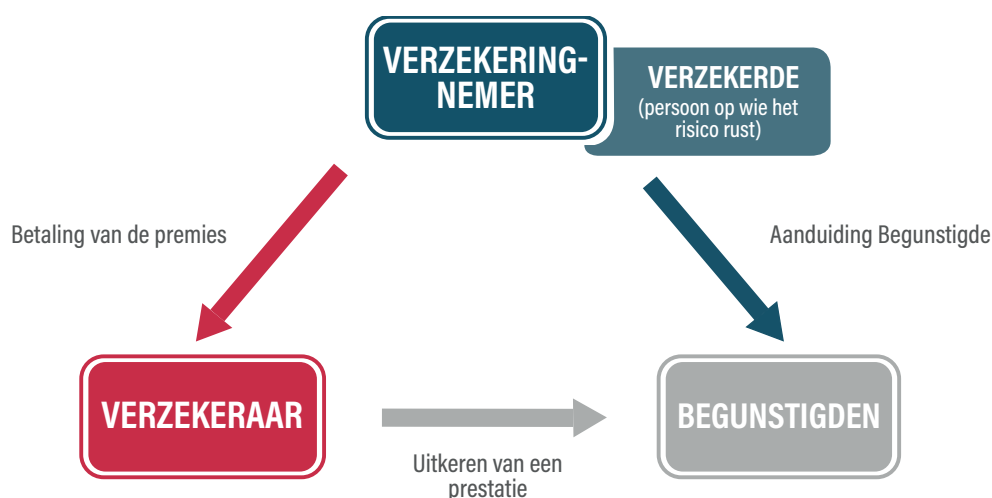 VERZEKERING-
NEMER
VERZEKERDE
(persoon op wie het
risico rust)
Betaling van de premies
Aanduiding Begunstigde
VERZEKERAAR
BEGUNSTIGDEN
Uitkeren van een
prestatie